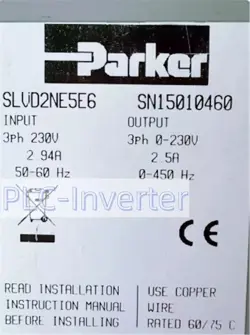 Parker
SLVD2NE5E6 SN15010460
INPUT OUTPUT
3ph 230V 3ph 0-230V
2.94A 2.5A
50-60 Hz 0-450 Hz
PLC-Inverter
CE
READ INSTALLATION USE COPPER
INSTRUCTION MANUAL WIRE
BEFORE INSTALLING RATED 60/75 C